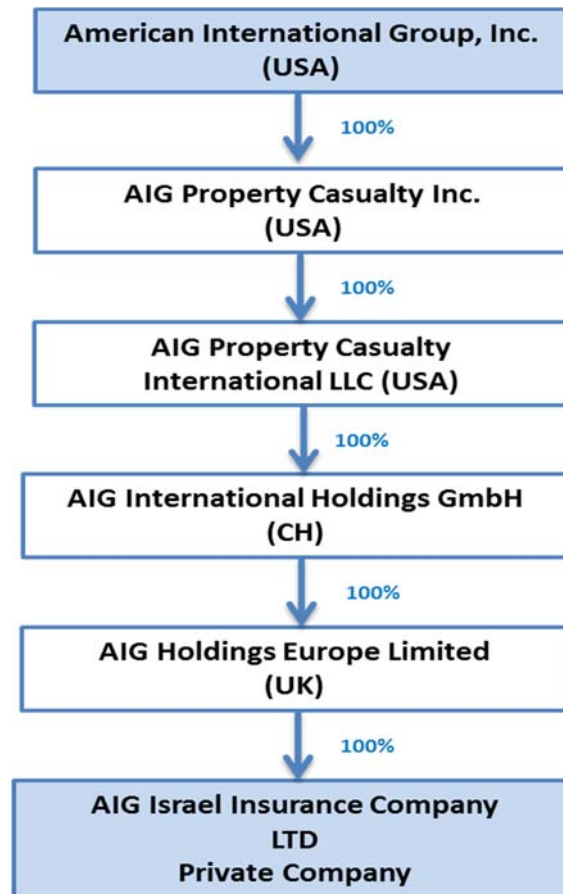 American International Group, Inc.
(USA)
100%
AIG Property Casualty Inc.
(USA)
100%
AIG Property Casualty
International LLC (USA)
100%
AIG International Holdings GmbH
(CH)
100%
AIG Holdings Europe Limited
(UK)
100%
AIG Israel Insurance Company
LTD
Private Company